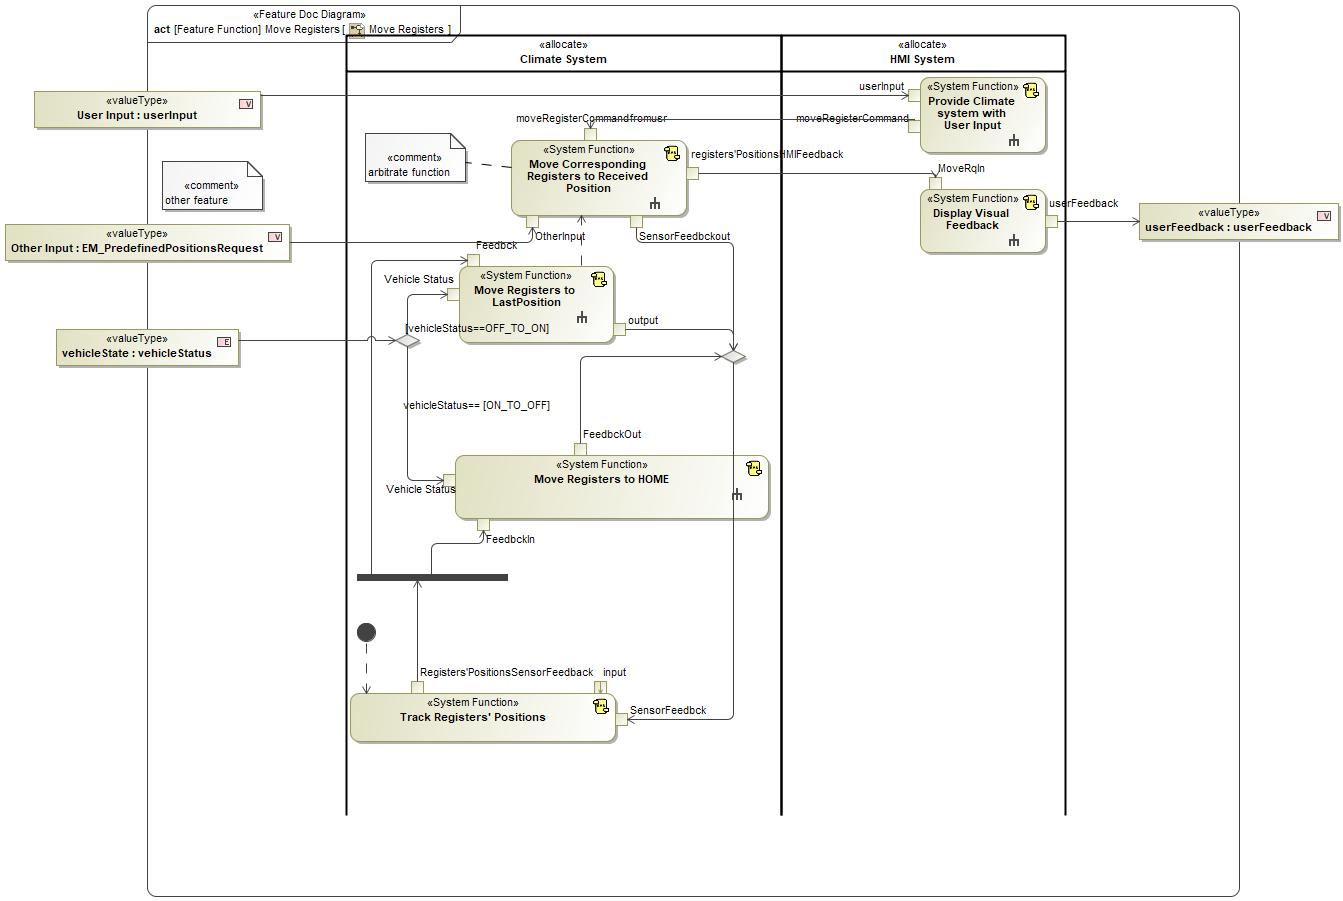 «Feature Doc Diagram»
act [Feature Function] Move Registers [ Move Registers ]
«allocate»
Climate System
«allocate»
HMI System
«valueType»
V
User Input : userInput
userInput
«System Function»
Provide Climate
system with
User Input
moveRegisterCommandfromusr
moveRegisterCommand
«comment»
arbitrate function
«System Function»
Move Corresponding
Registers to Received
Position
registers'PositionsHMIFeedback
MoveRqIn
«comment»
other feature
«System Function»
Display Visual
Feedback
userFeedback
«valueType»
V
userFeedback : userFeedback
«valueType»
V
Other Input : EM_PredefinedPositionsRequest
OtherInput
SensorFeedbckout
Feedbck
Vehicle Status
«System Function»
Move Registers to
LastPosition
output
[vehicleStatus==OFF_TO_ON]
«valueType»
E
vehicleState : vehicleStatus
vehicleStatus== [ON_TO_OFF]
FeedbckOut
«System Function»
Move Registers to HOME
Vehicle Status
FeedbckIn
Registers'PositionsSensorFeedback
input
«System Function»
Track Registers' Positions
SensorFeedbck